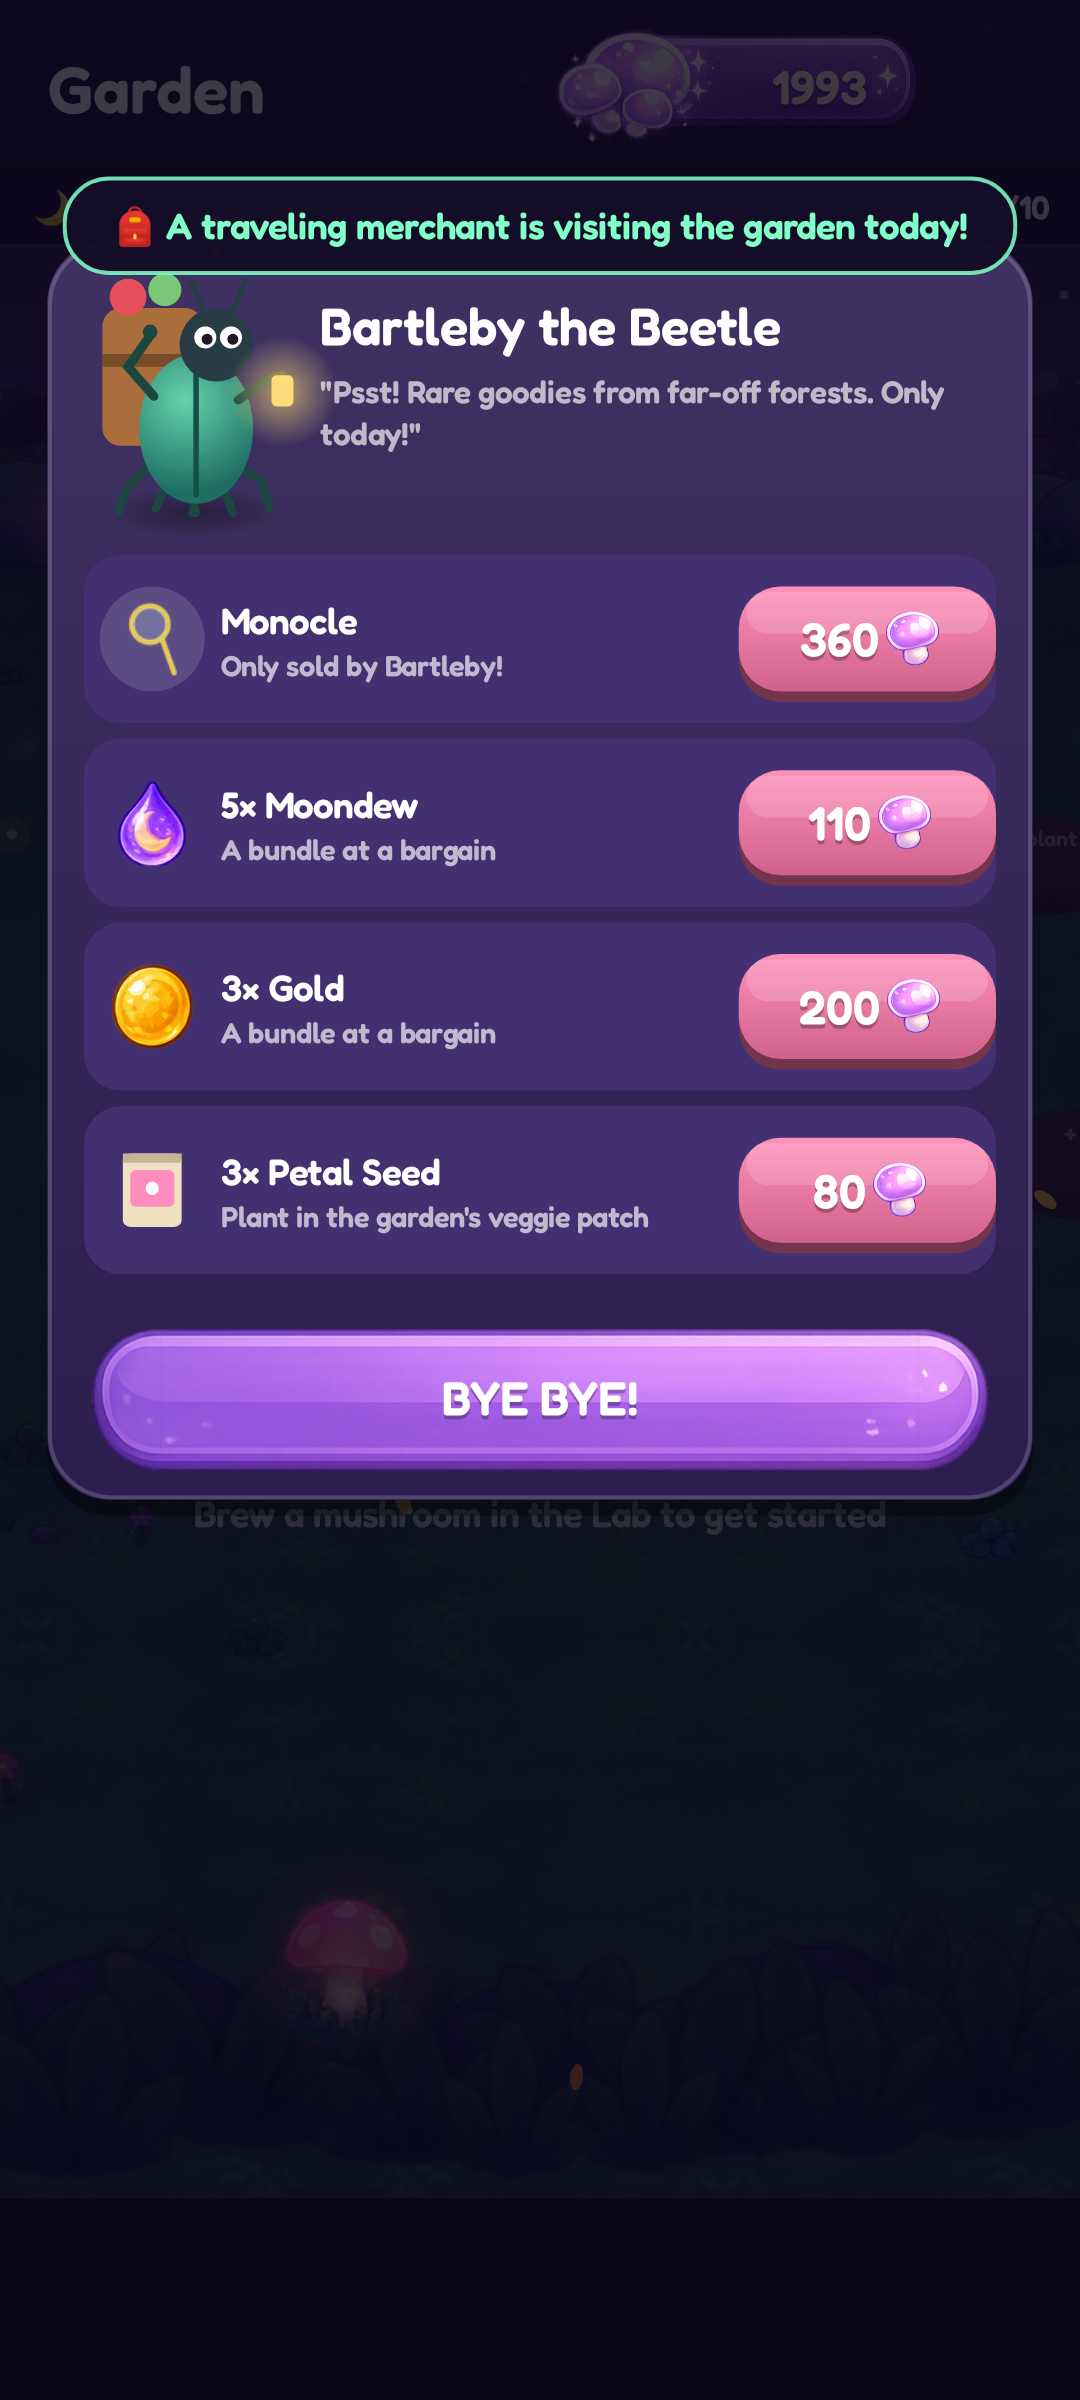 Garden
1993
/10
A traveling merchant is visiting the garden today!
Bartleby the Beetle
"Psst! Rare goodies from far-off forests. Only
today!"
Monocle
Only sold by Bartleby!
360
5x Moondew
A bundle at a bargain
110
plant
3x Gold
A bundle at a bargain
200
3x Petal Seed
Plant in the garden's veggie patch
80
BYE BYE!
Brew a mushroom in the Lab to get started